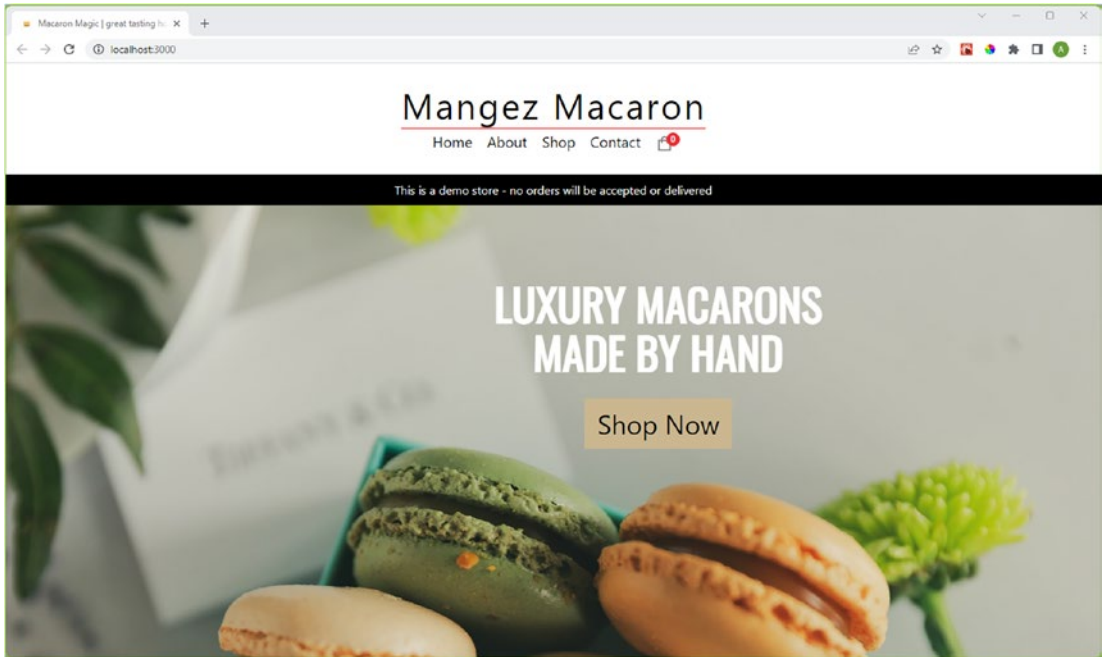 Macaron Magic | great tasting
localhost:3000
A
Mangez Macaron
Home About Shop Contact 0
This is a demo store - no orders will be accepted or delivered
LUXURY MACARONS
MADE BY HAND
Shop Now